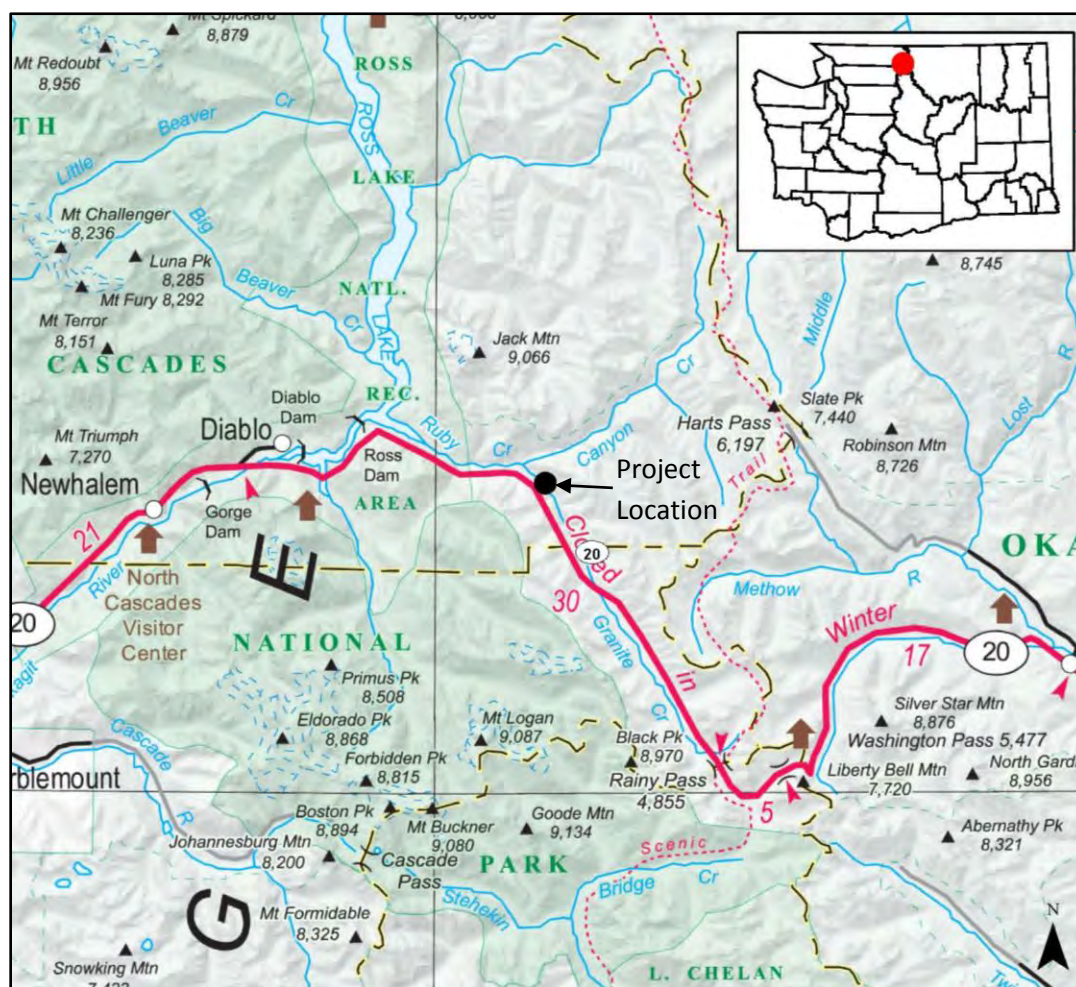 Mt Spickard
8,879
Mt Redoubt
8,956
ROSS
LAKE
NATL.
REC.
AREA
ROSS
LAKE
TH
CASCADES
NATIONAL
PARK
Little Beaver Cr
Big Beaver Cr
Mt Challenger
8,236
Luna Pk
8,285
Mt Fury 8,292
Mt Terror
8,151
Jack Mtn
9,066
8,745
Middle
Lost R
Slate Pk
7,440
Harts Pass
6,197
Robinson Mtn
8,726
Trail
Canyon Cr
Ruby Cr
Diablo
Dam
Diablo
Ross
Dam
Mt Triumph
7,270
Newhalem
Gorge
Dam
Project
Location
21
20
River
North
Cascades
Visitor
Center
E
Closed
20
30
in
Winter
17
20
OKA
Methow R
Granite Cr
Primus Pk
8,508
Eldorado Pk
8,868
Mt Logan
9,087
Forbidden Pk
8,815
Black Pk
8,970
Rainy Pass
4,855
Silver Star Mtn
8,876
Washington Pass 5,477
Liberty Bell Mtn
7,720
North Gard
8,956
5
Cascade R
rblemount
Boston Pk
8,894
Mt Buckner
9,080
Goode Mtn
9,134
Abernathy Pk
8,321
Johannesburg Mtn
8,200
Cascade
Pass
Scenic
Bridge Cr
Stehekin
G
Mt Formidable
8,325
Snowking Mtn
L. CHELAN
N